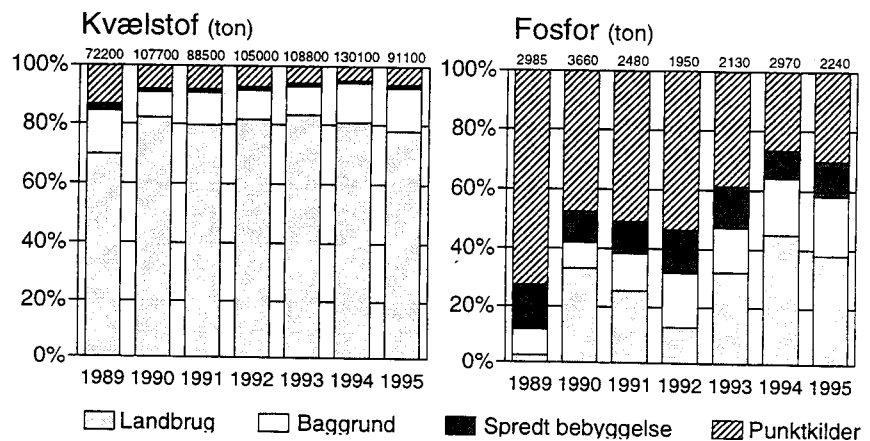 Kvælstof (ton)
72200 107700 88500 105000 108800 130100 91100
100%
80%
60%
40%
20%
0%
1989 1990 1991 1992 1993 1994 1995
Fosfor (ton)
2985 3660 2480 1950 2130 2970 2240
100%
80%
60%
40%
20%
0%
1989 1990 1991 1992 1993 1994 1995
Landbrug Baggrund Spredt bebyggelse Punktkilder